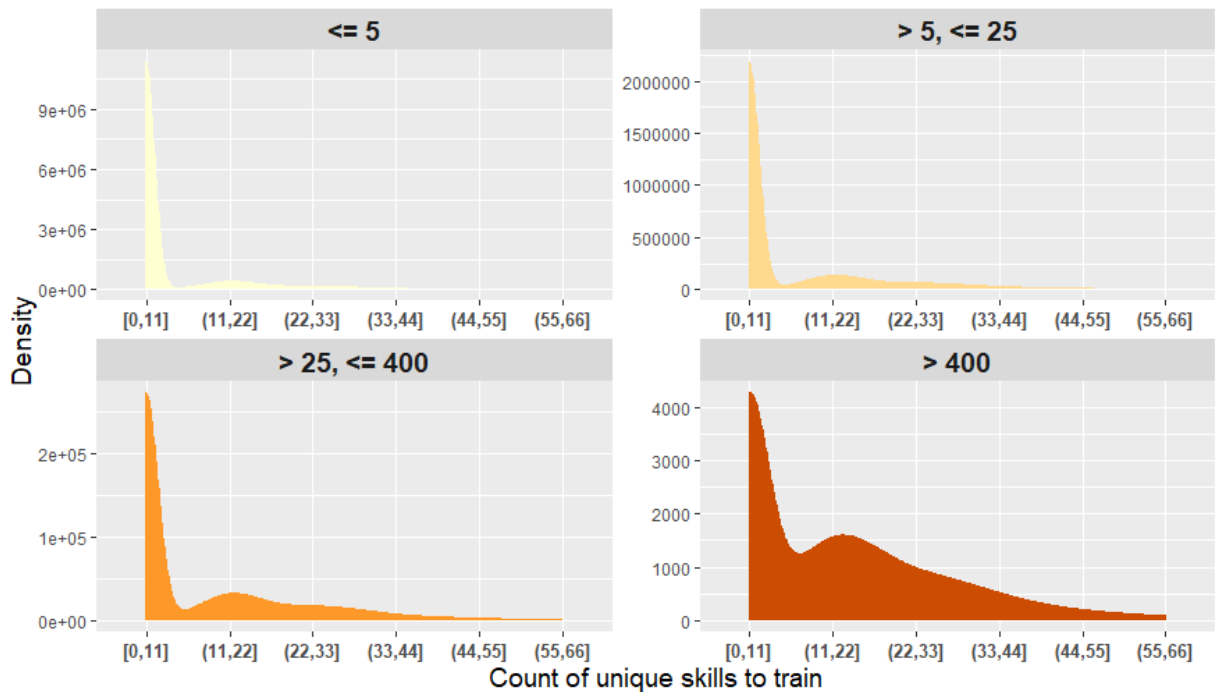 <= 5
> 5, <= 25
9e+06
6e+06
3e+06
0e+00
2000000
1500000
1000000
500000
0
[0,11] (11,22] (22,33] (33,44] (44,55] (55,66]
[0,11] (11,22] (22,33] (33,44] (44,55] (55,66]
Density
> 25, <= 400
> 400
2e+05
1e+05
0e+00
4000
3000
2000
1000
0
[0,11] (11,22] (22,33] (33,44] (44,55] (55,66]
[0,11] (11,22] (22,33] (33,44] (44,55] (55,66]
Count of unique skills to train